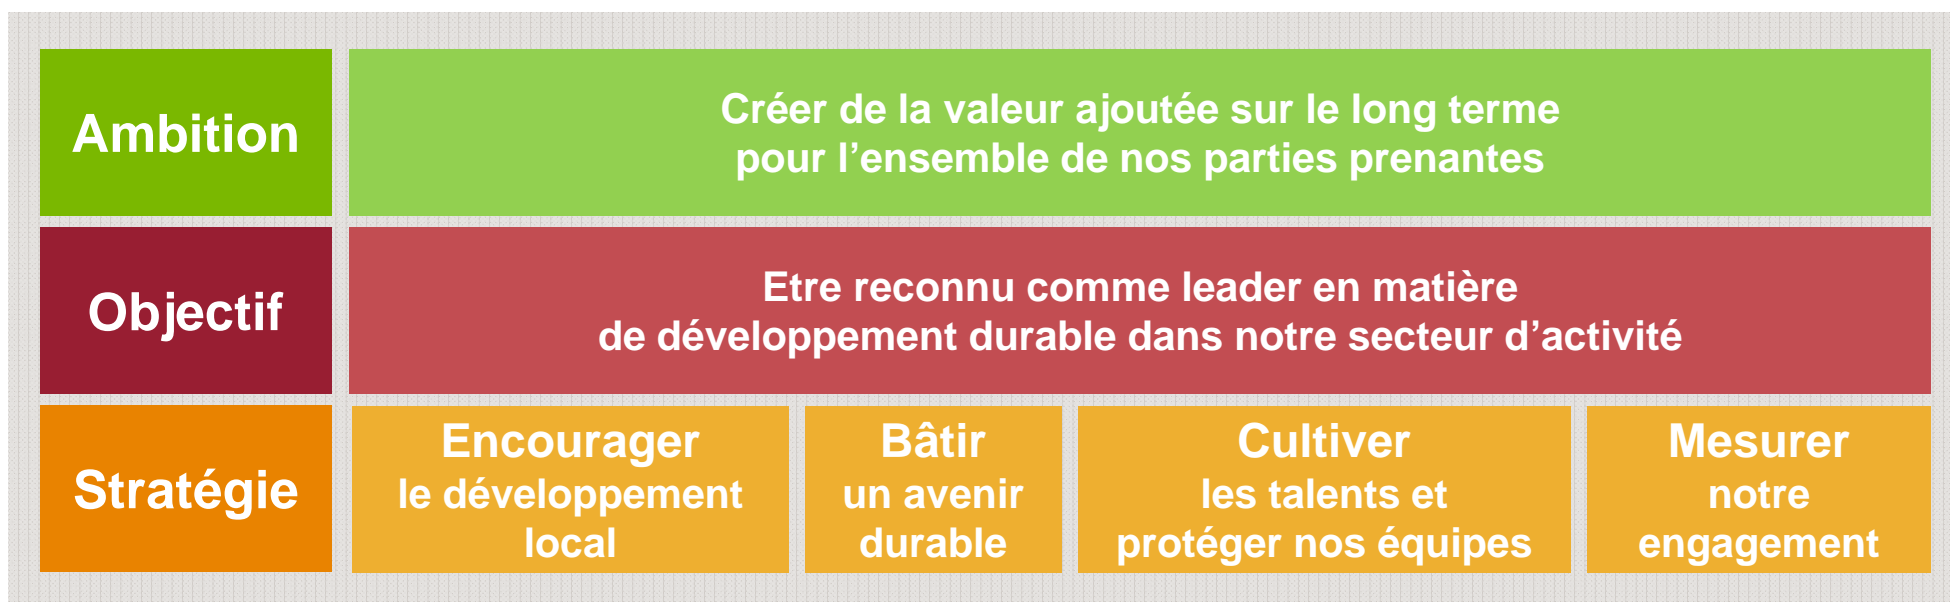 Ambition
Créer de la valeur ajoutée sur le long terme
pour l’ensemble de nos parties prenantes
Objectif
Etre reconnu comme leader en matière
de développement durable dans notre secteur d’activité
Stratégie
Encourager
le développement
local
Bâtir
un avenir
durable
Cultiver
les talents et
protéger nos équipes
Mesurer
notre
engagement